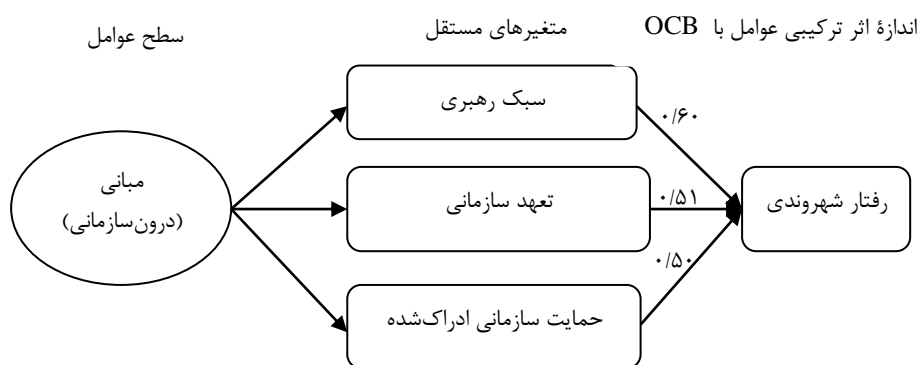 اندازهٔ اثر ترکیبی عوامل با OCB
متغیرهای مستقل
سطح عوامل
سبک رهبری
۰/۶۰
مبانی
(درون‌سازمانی)
تعهد سازمانی
۰/۵۱
رفتار شهروندی
۰/۵۰
حمایت سازمانی ادراک‌شده